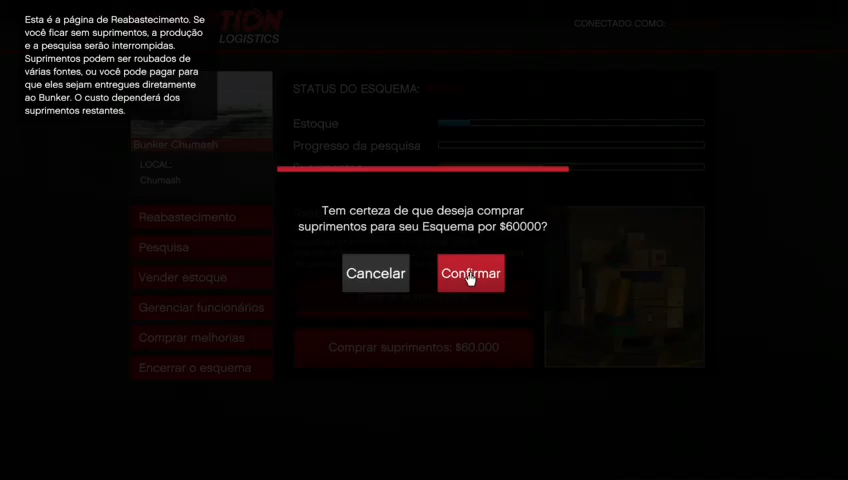 Esta é a página de Reabastecimento. Se
você ficar sem suprimentos, a produção
e a pesquisa serão interrompidas.
Suprimentos podem ser roubados de
várias fontes, ou você pode pagar para
que eles sejam entregues diretamente
ao Bunker. O custo dependerá dos
suprimentos restantes.
TION
LOGISTICS
CONECTADO COMO:
Bunker Chumash
LOCAL:
Chumash
Reabastecimento
Pesquisa
Vender estoque
Gerenciar funcionários
Comprar melhorias
Encerrar o esquema
STATUS DO ESQUEMA:
Estoque
Progresso da pesquisa
Tem certeza de que deseja comprar
suprimentos para seu Esquema por $60000?
Cancelar
Confirmar
Comprar suprimentos: $60.000